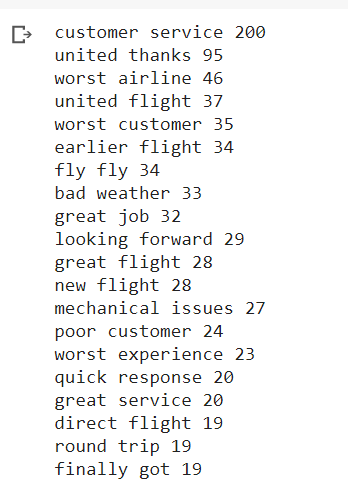 customer service 200
united thanks 95
worst airline 46
united flight 37
worst customer 35
earlier flight 34
fly fly 34
bad weather 33
great job 32
looking forward 29
great flight 28
new flight 28
mechanical issues 27
poor customer 24
worst experience 23
quick response 20
great service 20
direct flight 19
round trip 19
finally got 19